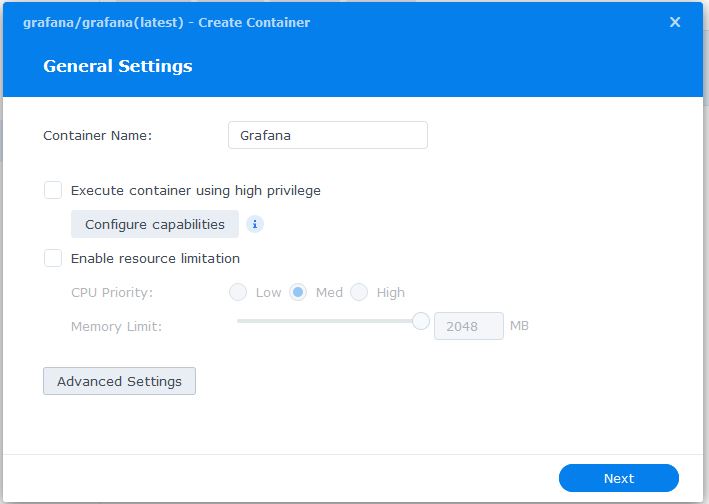 grafana/grafana(latest) - Create Container
General Settings
Container Name: Grafana
Execute container using high privilege
Configure capabilities i
Enable resource limitation
CPU Priority: Low Med High
Memory Limit: 2048 MB
Advanced Settings
Next